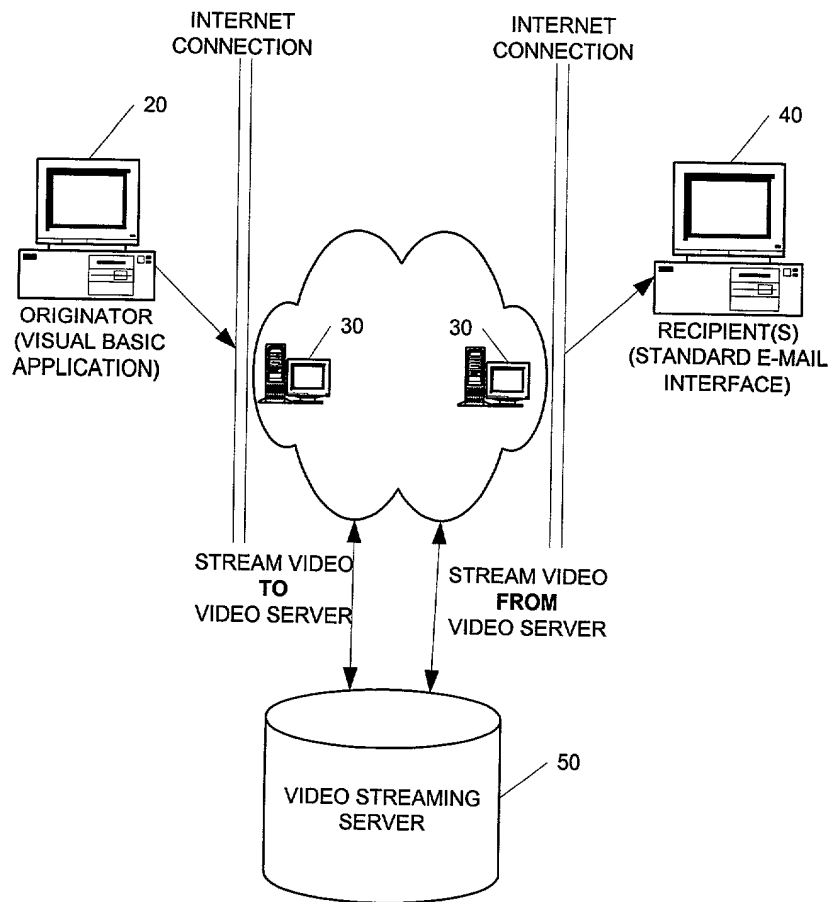 INTERNET
CONNECTION
INTERNET
CONNECTION
20
40
ORIGINATOR
(VISUAL BASIC
APPLICATION)
30
30
RECIPIENT(S)
(STANDARD E-MAIL
INTERFACE)
STREAM VIDEO
TO
VIDEO SERVER
STREAM VIDEO
FROM
VIDEO SERVER
50
VIDEO STREAMING
SERVER